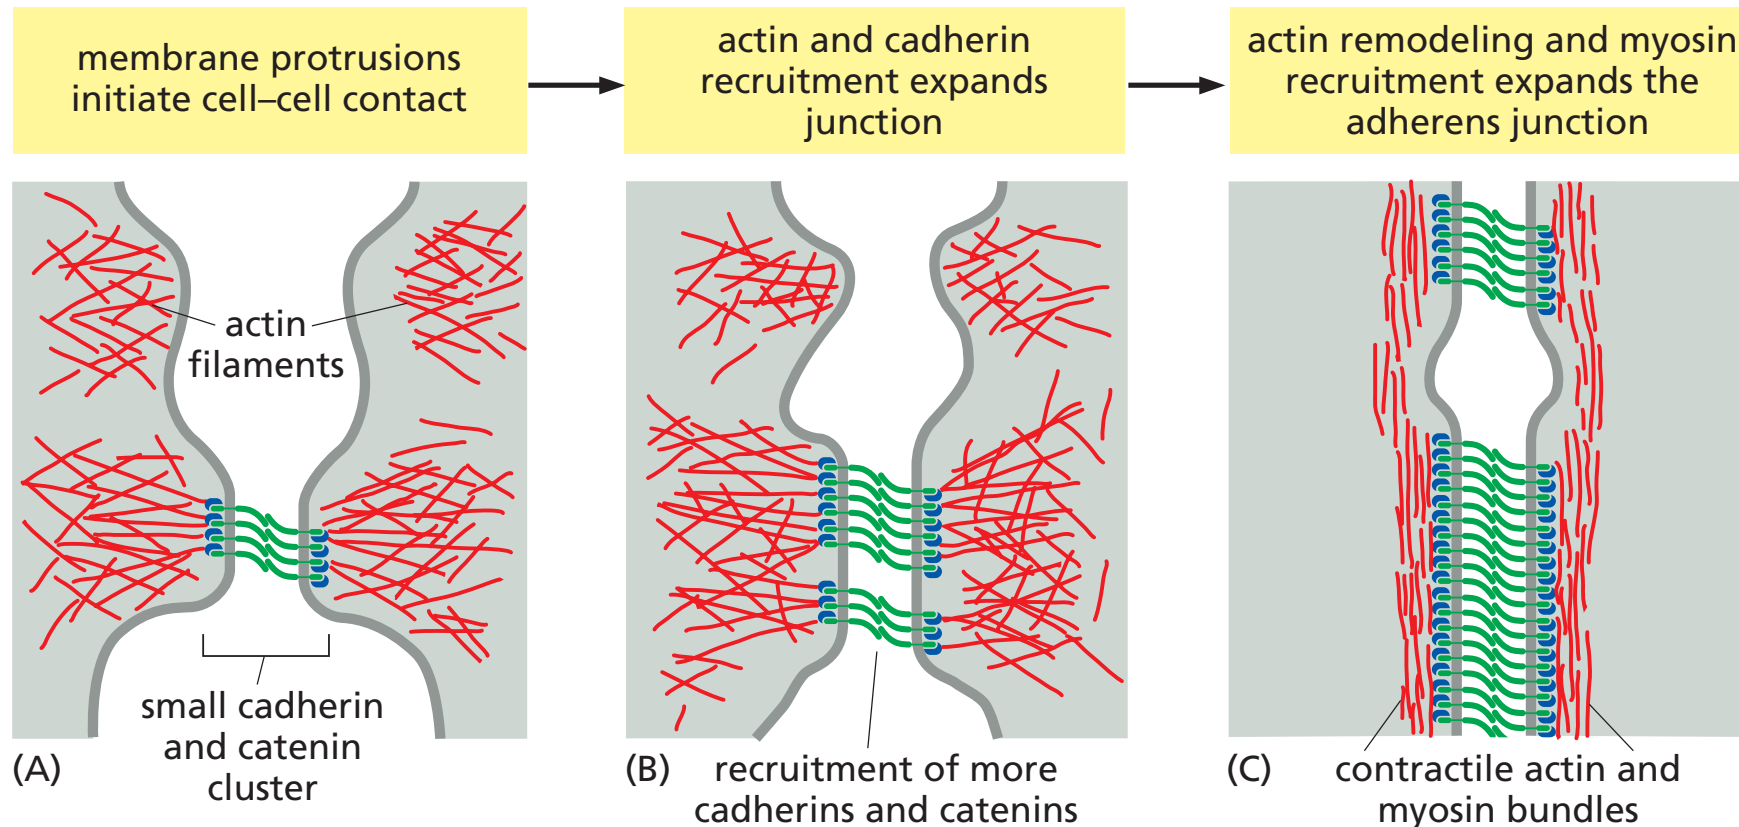 membrane protrusions
initiate cell–cell contact
actin and cadherin
recruitment expands
junction
actin remodeling and myosin
recruitment expands the
adherens junction
actin
filaments
small cadherin
and catenin
cluster
(A)
(B)
recruitment of more
cadherins and catenins
(C)
contractile actin and
myosin bundles